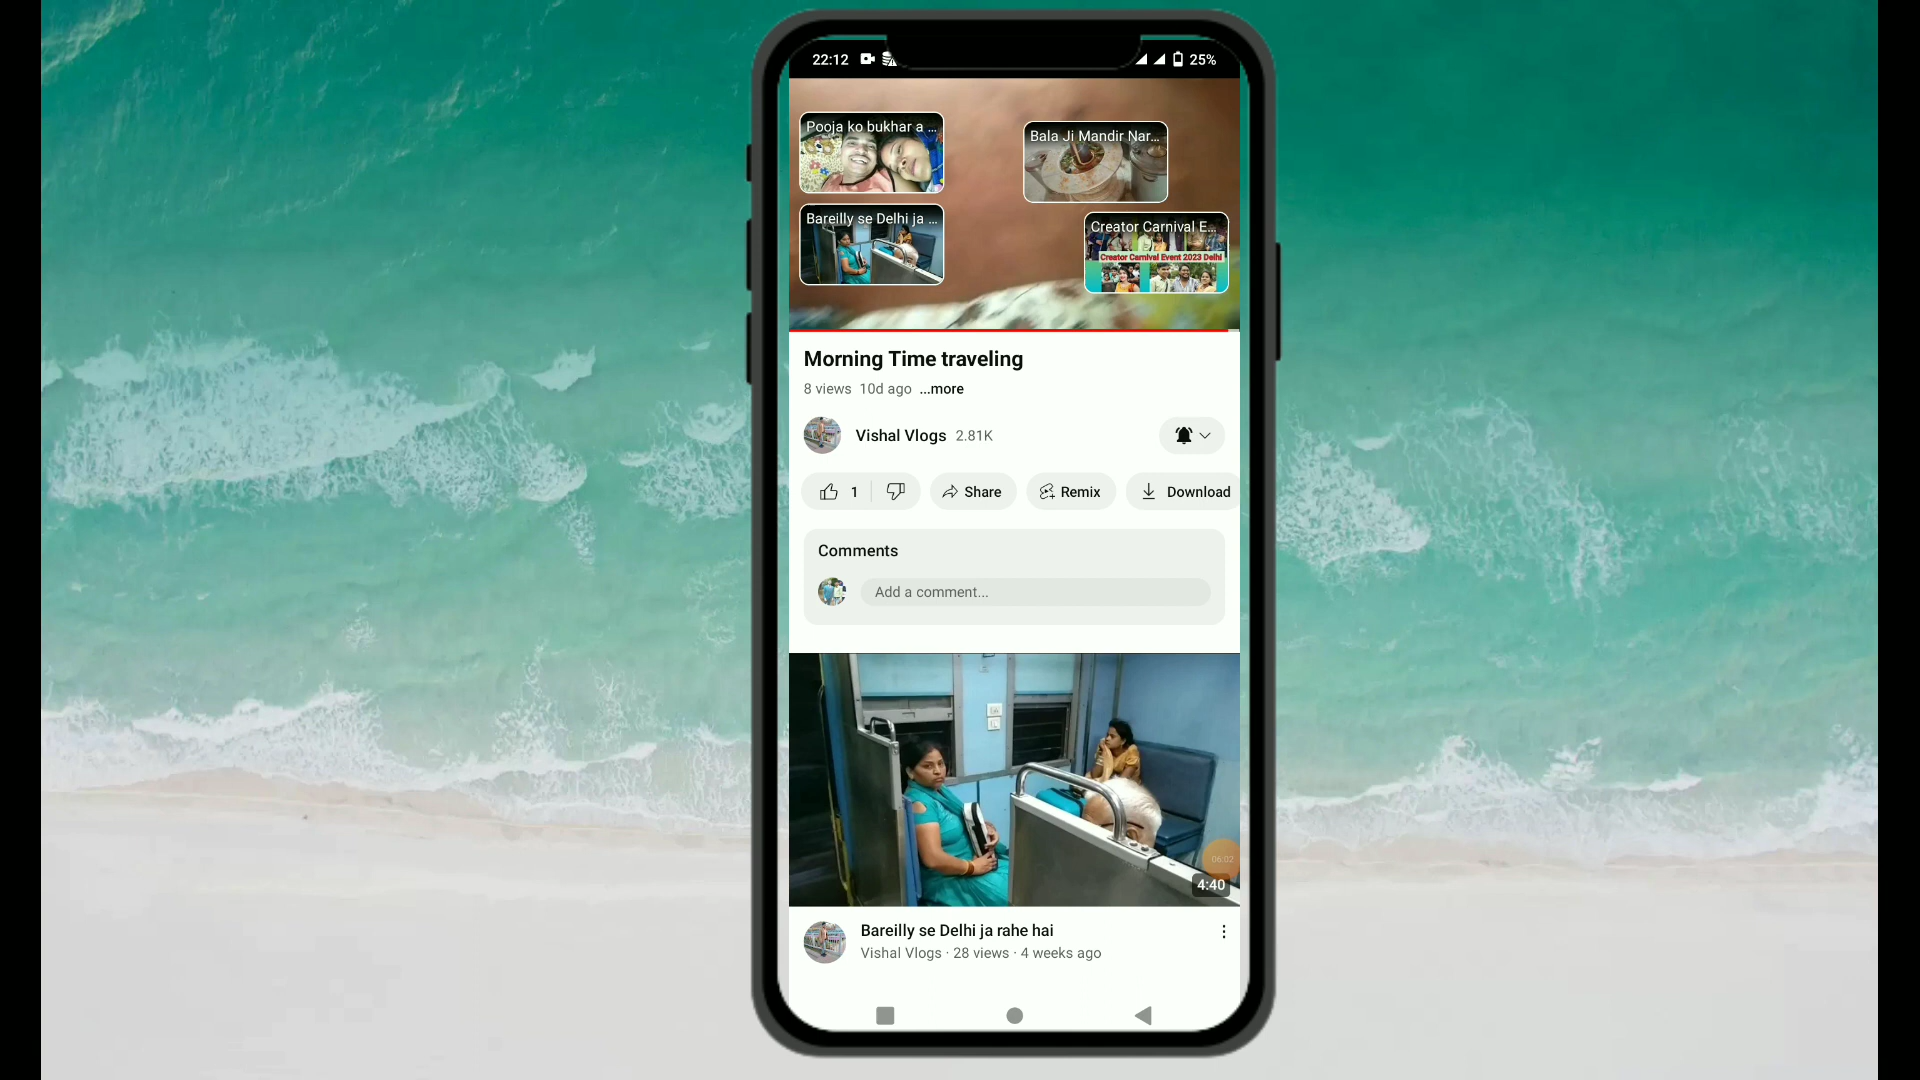 22:12
25%
Pooja ko bukhar a ...
Bala Ji Mandir Nar...
Bareilly se Delhi ja ...
Creator Carnival E...
Creator Carnival Event 2023 Delhi
Morning Time traveling
8 views 10d ago ...more
Vishal Vlogs 2.81K
1
Share
Remix
Download
Comments
Add a comment...
06:02
4:40
Bareilly se Delhi ja rahe hai
Vishal Vlogs · 28 views · 4 weeks ago